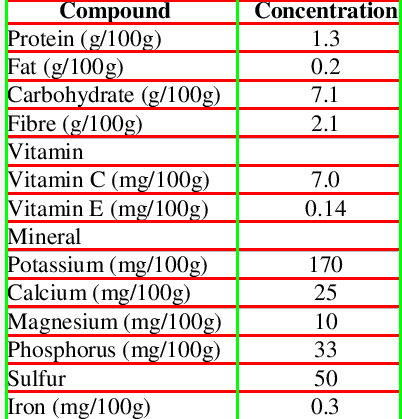 Compound Concentration
Protein (g/100g) 1.3
Fat (g/100g) 0.2
Carbohydrate (g/100g) 7.1
Fibre (g/100g) 2.1
Vitamin
Vitamin C (mg/100g) 7.0
Vitamin E (mg/100g) 0.14
Mineral
Potassium (mg/100g) 170
Calcium (mg/100g) 25
Magnesium (mg/100g) 10
Phosphorus (mg/100g) 33
Sulfur 50
Iron (mg/100g) 0.3